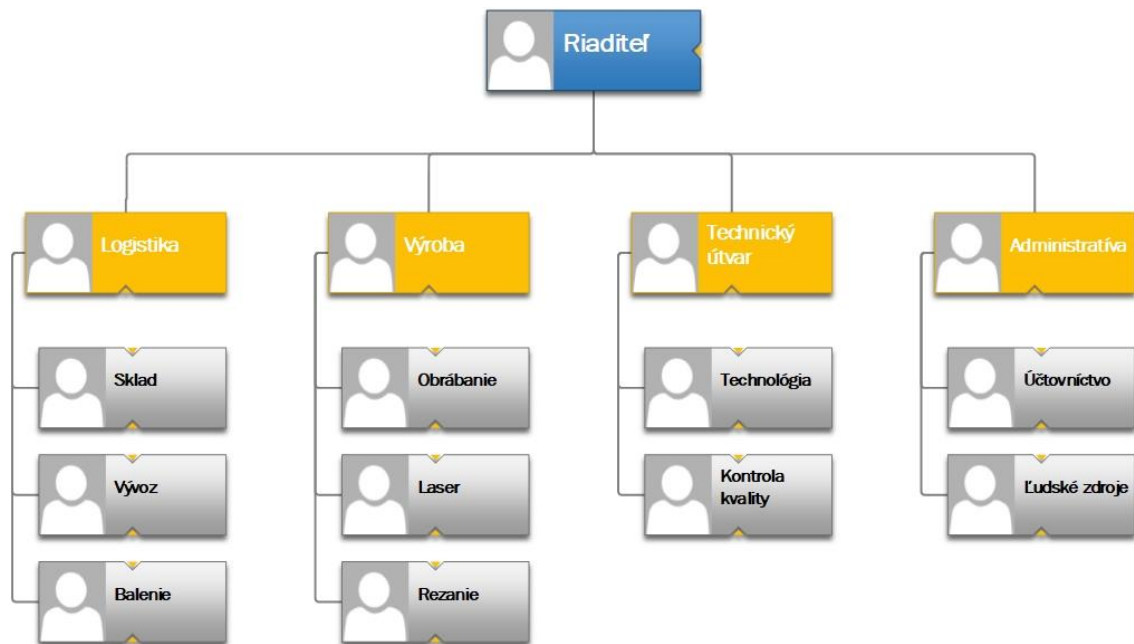 Riaditeľ
Logistika
Výroba
Technický
útvar
Administratíva
Sklad
Obrábanie
Technológia
Účtovníctvo
Vývoz
Laser
Kontrola
kvality
Ľudské zdroje
Balenie
Rezanie